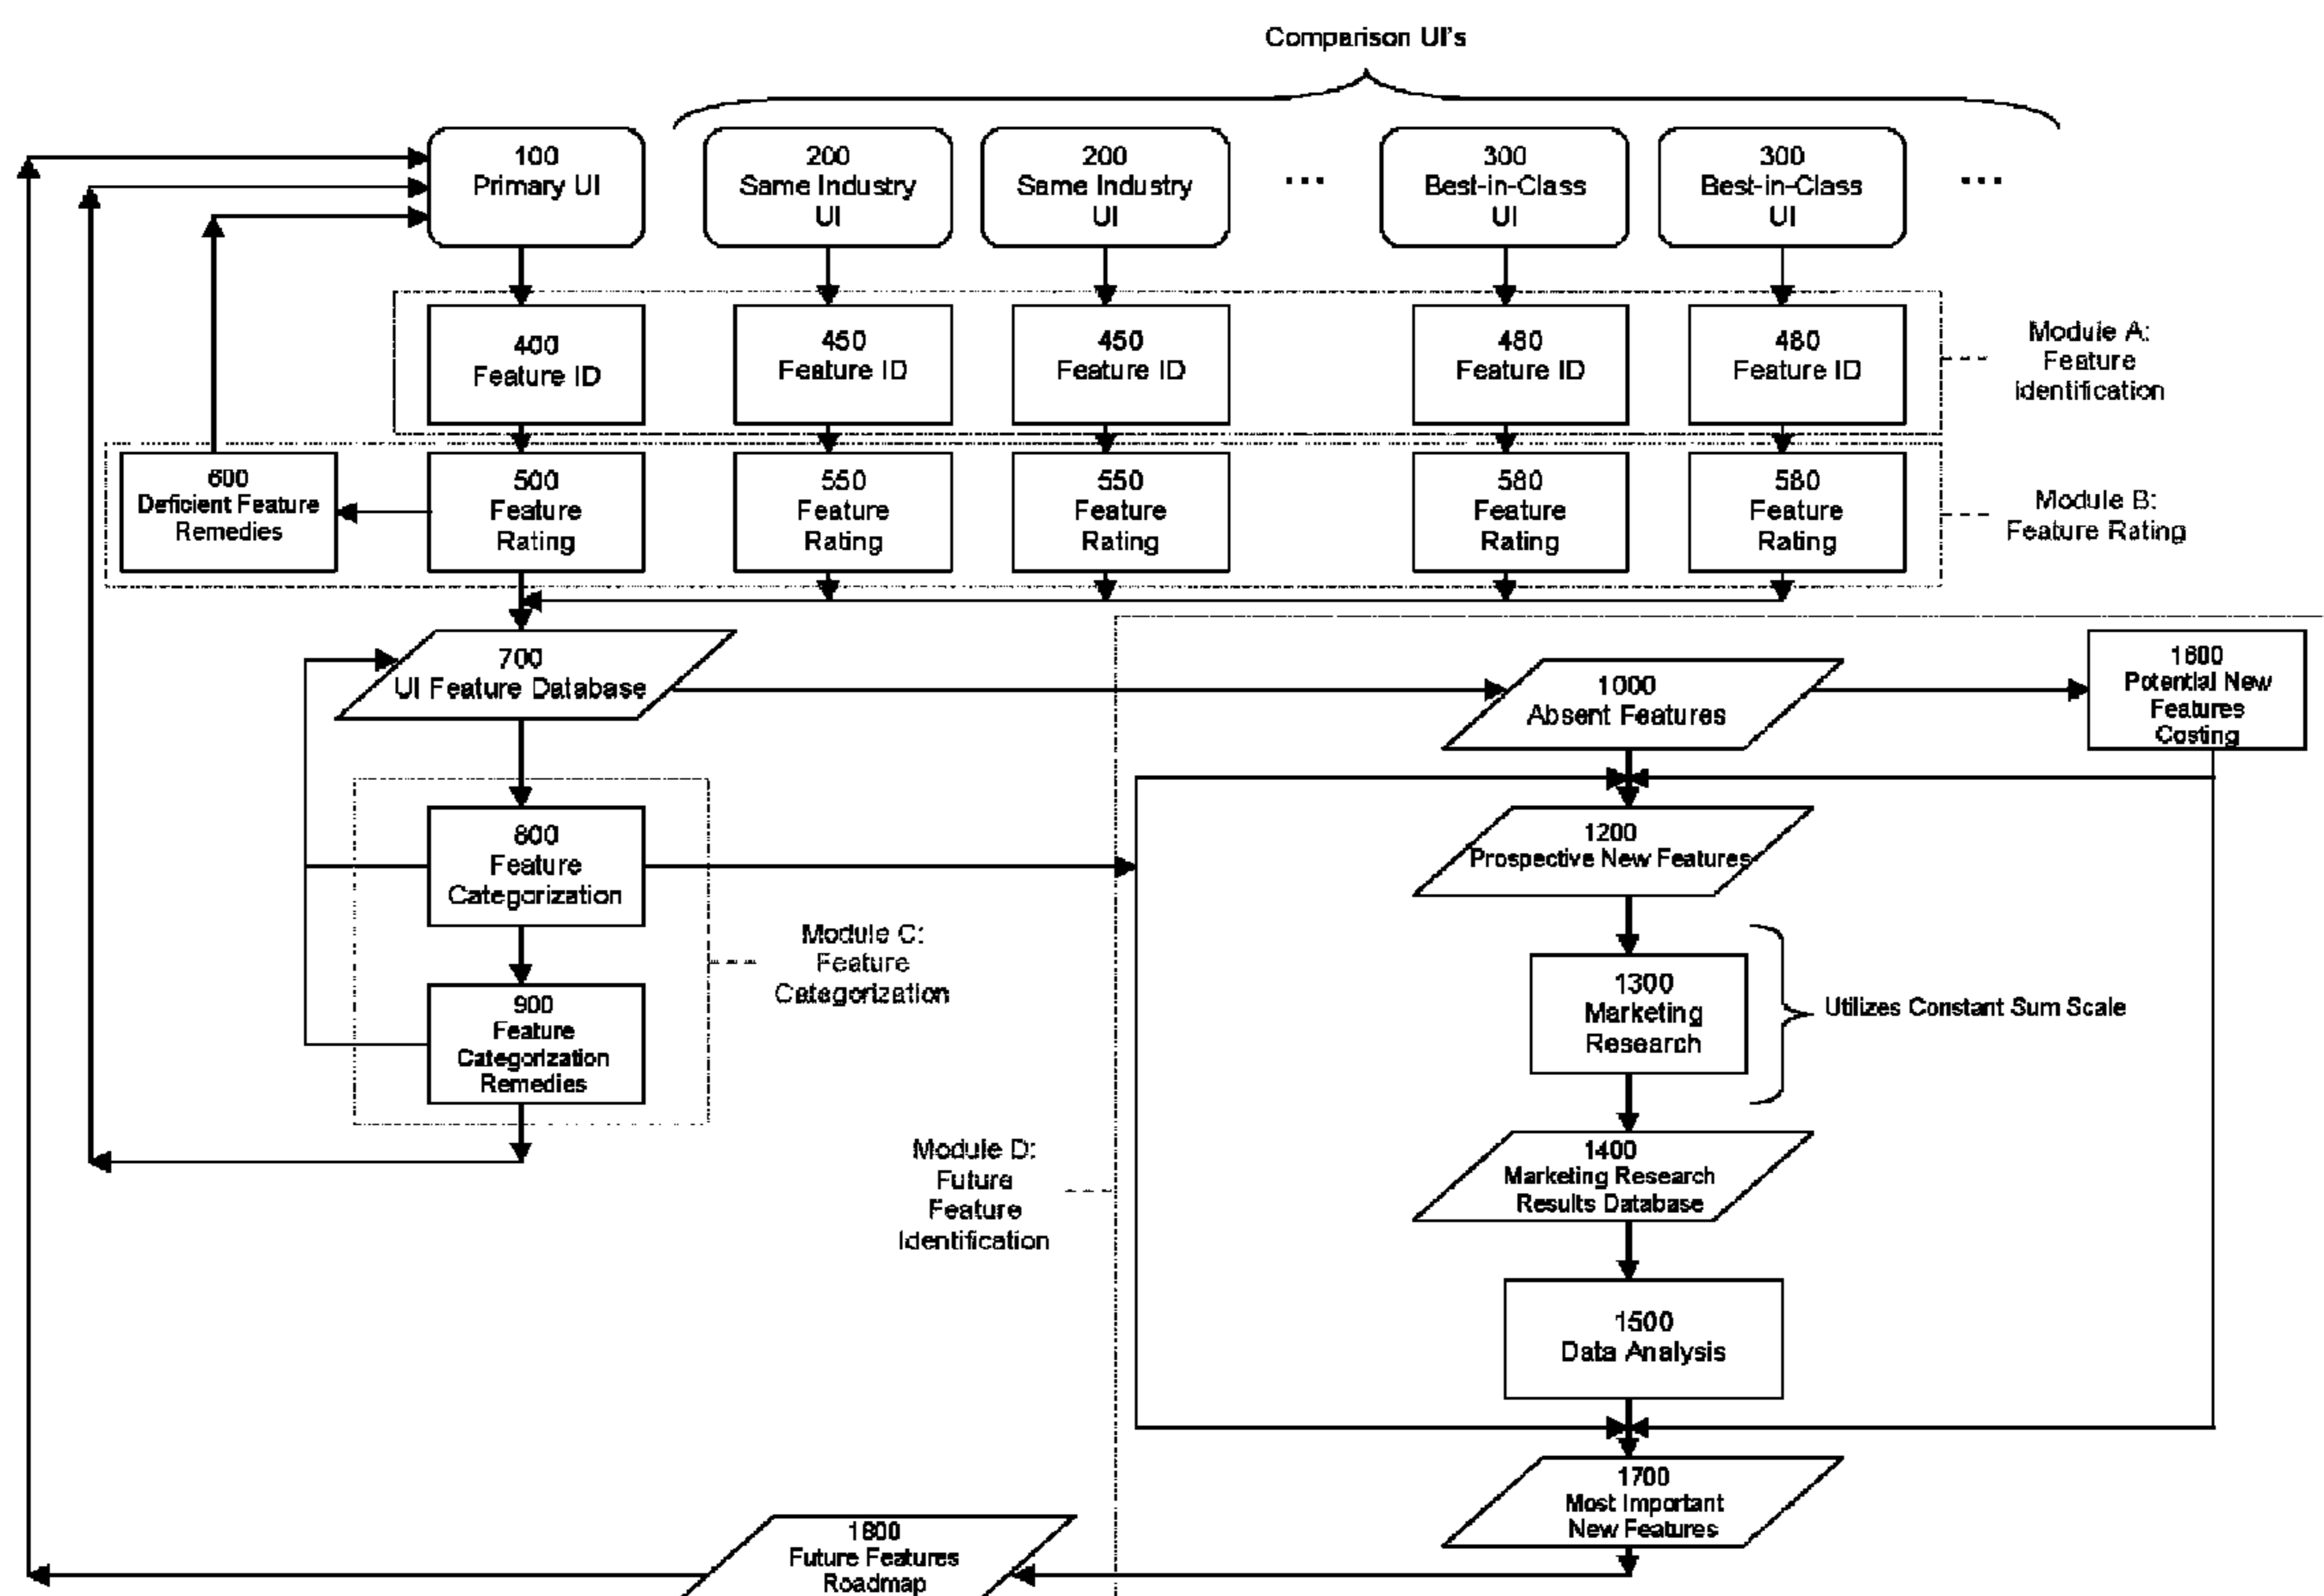 Comparison UI's
100
Primary UI
200
Same Industry
UI
200
Same Industry
UI
...
300
Best-in-Class
UI
300
Best-in-Class
UI
...
400
Feature ID
450
Feature ID
450
Feature ID
480
Feature ID
480
Feature ID
Module A:
Feature
Identification
600
Deficient Feature
Remedies
500
Feature
Rating
550
Feature
Rating
550
Feature
Rating
580
Feature
Rating
580
Feature
Rating
Module B:
Feature Rating
700
UI Feature Database
1000
Absent Features
1600
Potential New
Features
Costing
800
Feature
Categorization
1200
Prospective New Features
Module C:
Feature
Categorization
900
Feature
Categorization
Remedies
1300
Marketing
Research
Utilizes Constant Sum Scale
Module D:
Future
Feature
Identification
1400
Marketing Research
Results Database
1500
Data Analysis
1700
Most Important
New Features
1800
Future Features
Roadmap